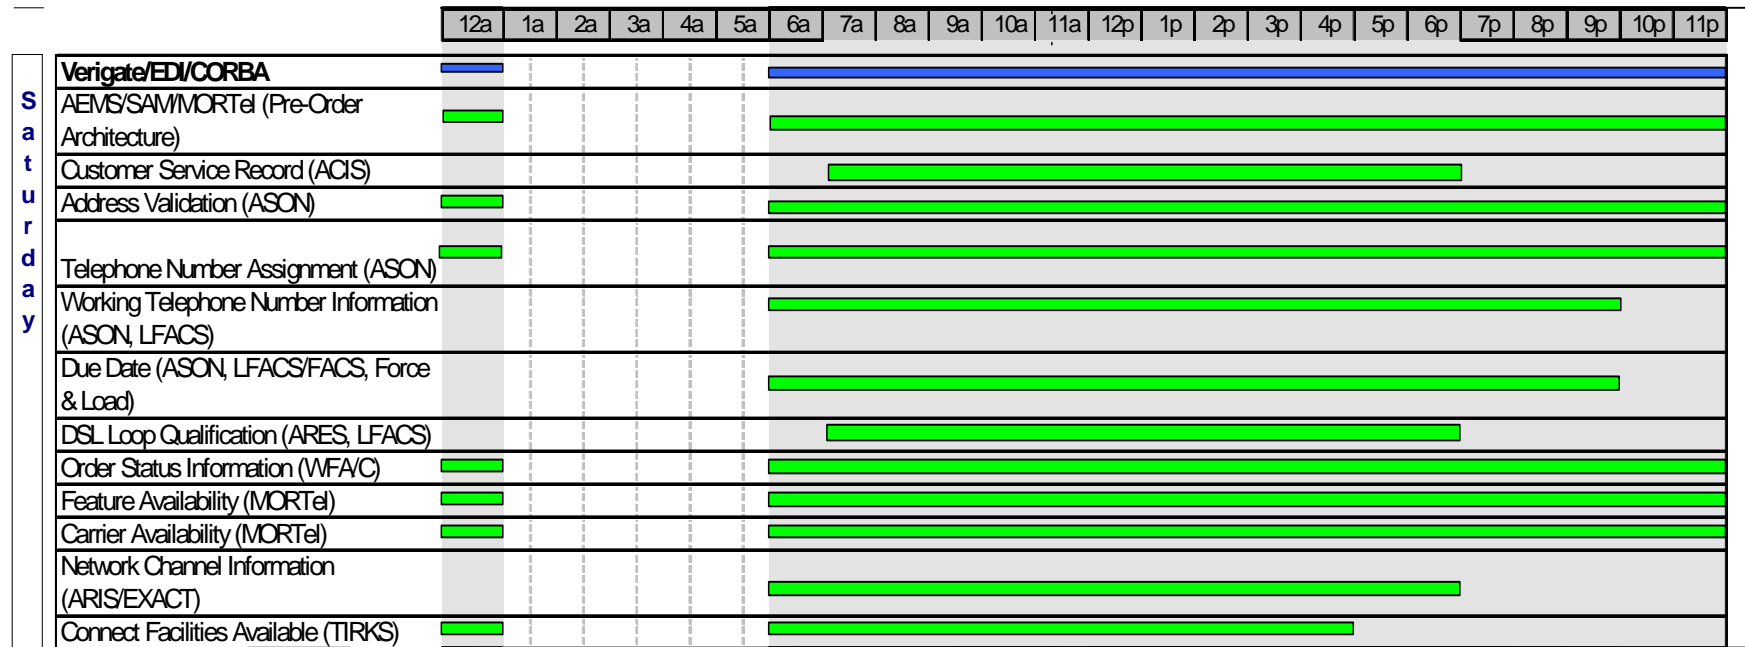 12a 1a 2a 3a 4a 5a 6a 7a 8a 9a 10a 11a 12p 1p 2p 3p 4p 5p 6p 7p 8p 9p 10p 11p
Saturday
Verigate/EDI/CORBA
AEMS/SAM/MORTel (Pre-Order
Architecture)
Customer Service Record (ACIS)
Address Validation (ASON)
Telephone Number Assignment (ASON)
Working Telephone Number Information
(ASON, LFACS)
Due Date (ASON, LFACS/FACS, Force
& Load)
DSL Loop Qualification (ARES, LFACS)
Order Status Information (WFA/C)
Feature Availability (MORTel)
Carrier Availability (MORTel)
Network Channel Information
(ARIS/EXACT)
Connect Facilities Available (TIRKS)